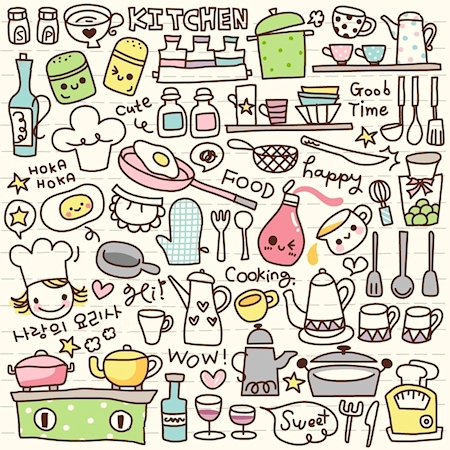 KITCHEN
S
P
Good
Time
cute
HOKA
HOKA
FOOD
happy
Cooking.
Hi!
사랑의 요리사
WOW!
Sweet